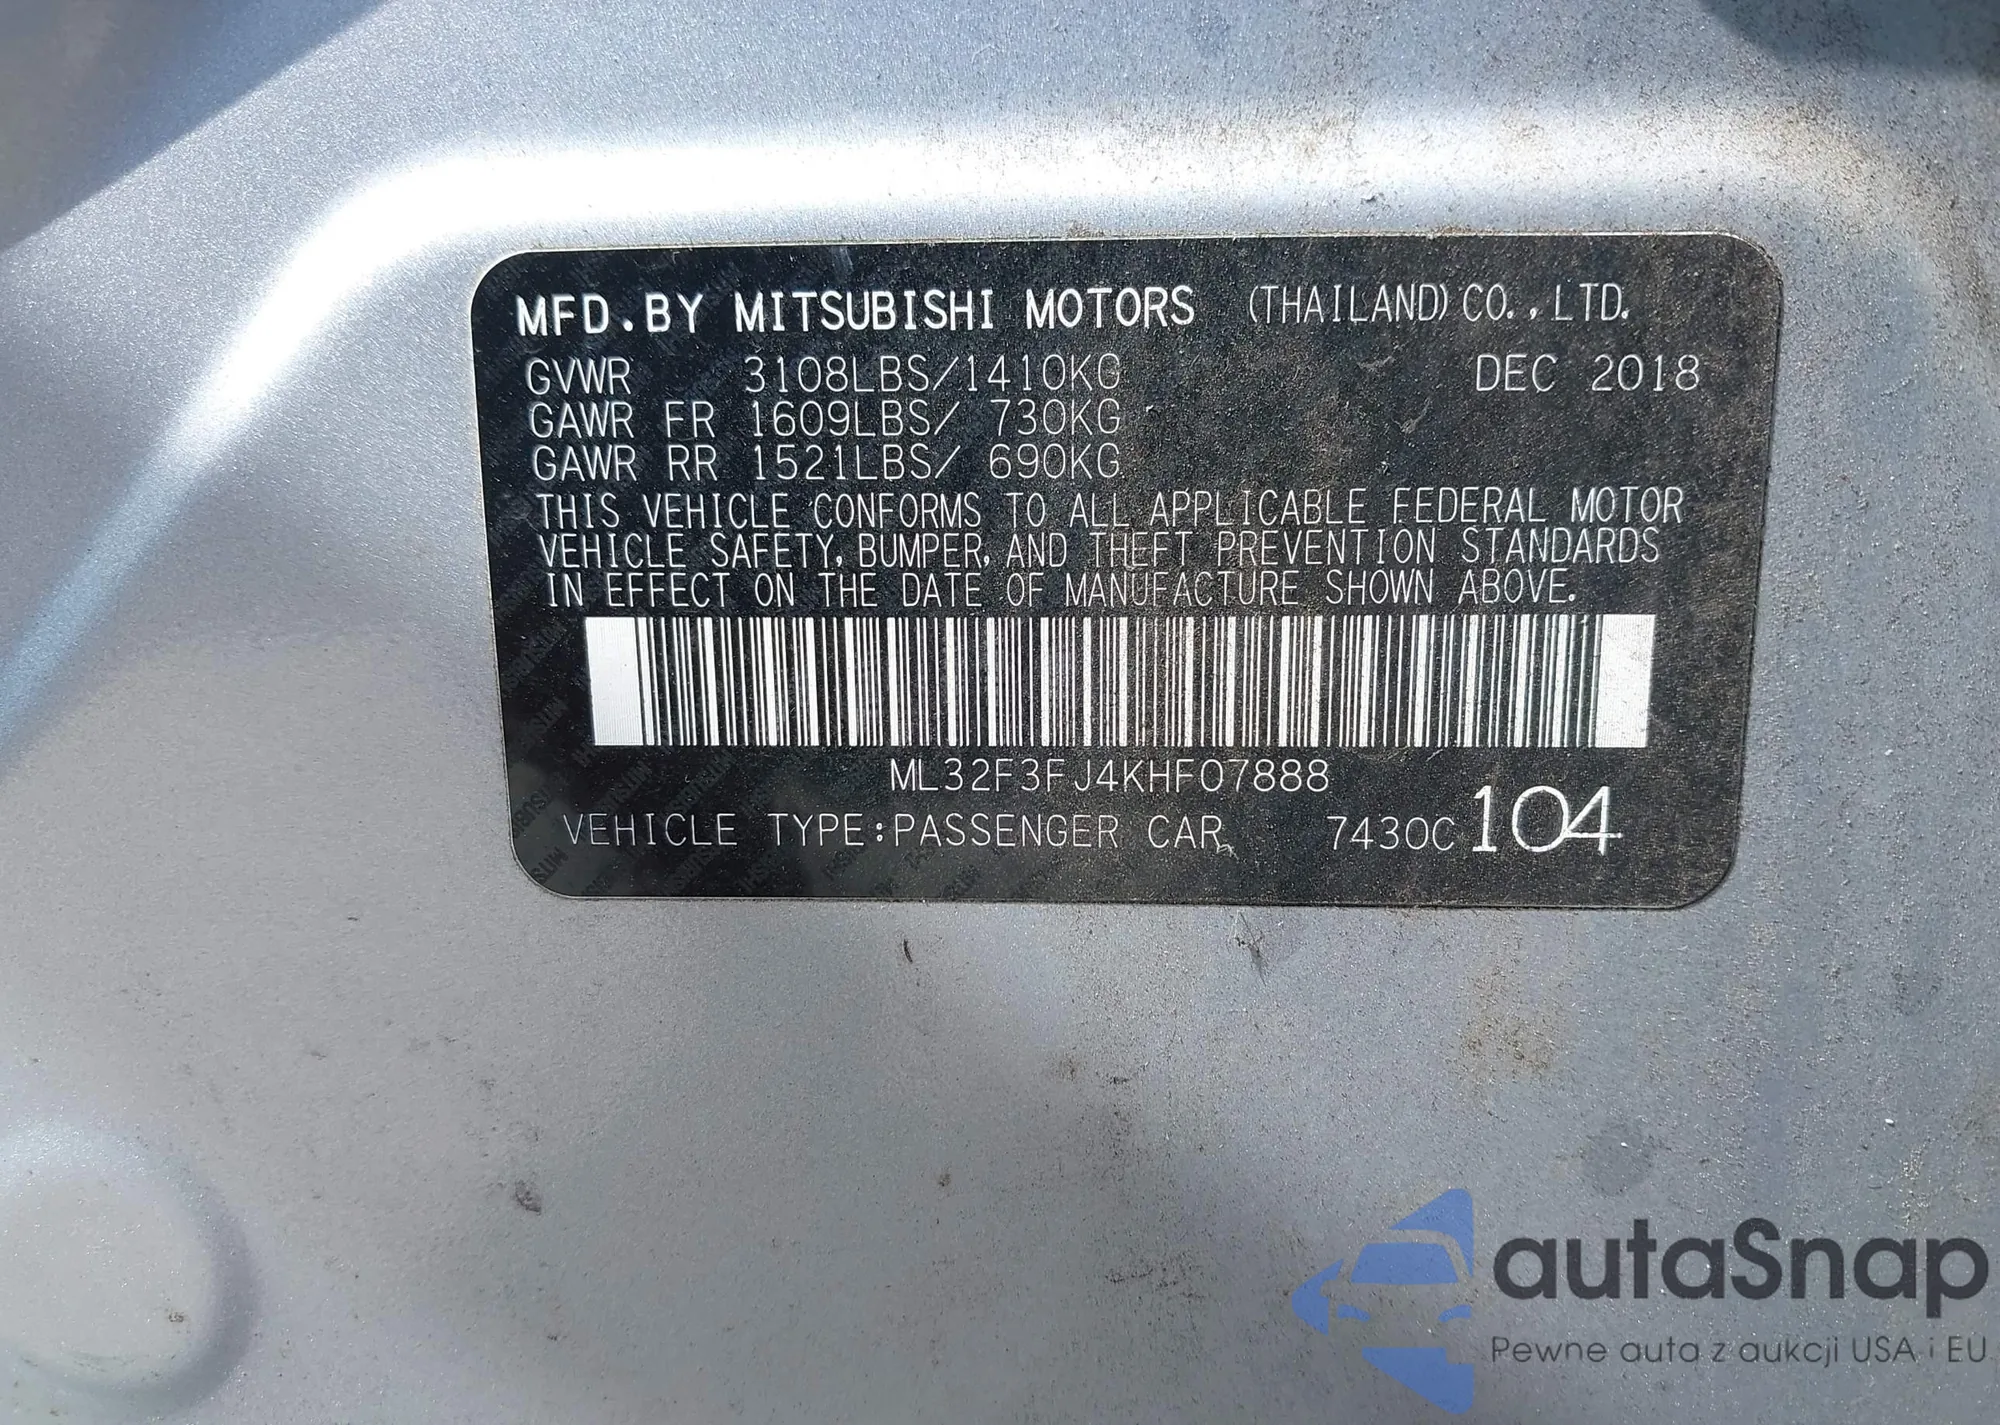 MFD.BY MITSUBISHI MOTORS (THAILAND) CO.,LTD.
GVWR 3108LBS/1410KG DEC 2018
GAWR FR 1609LBS/ 730KG
GAWR RR 1521LBS/ 690KG
THIS VEHICLE CONFORMS TO ALL APPLICABLE FEDERAL MOTOR
VEHICLE SAFETY, BUMPER, AND THEFT PREVENTION STANDARDS
IN EFFECT ON THE DATE OF MANUFACTURE SHOWN ABOVE.
ML32F3FJ4KHF07888
VEHICLE TYPE:PASSENGER CAR 7430C 104
autaSnap
Pewne auta z aukcji USA i EU